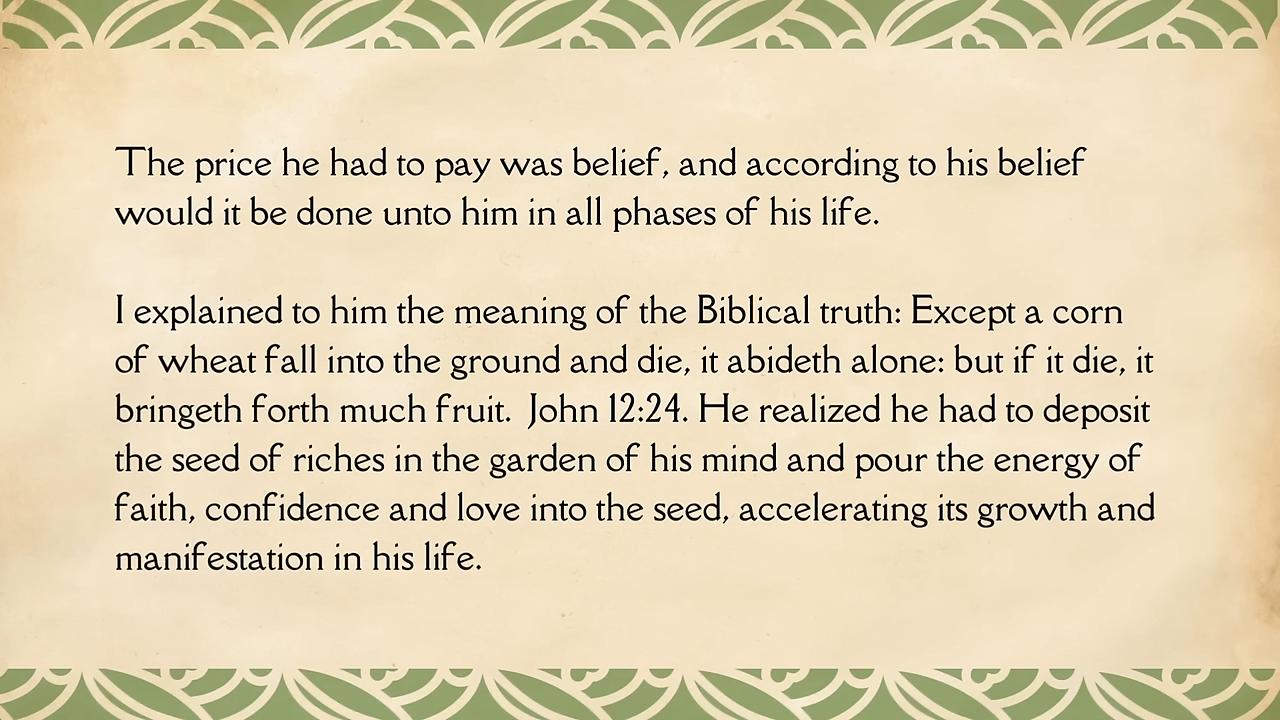 The price he had to pay was belief, and according to his belief
would it be done unto him in all phases of his life.
I explained to him the meaning of the Biblical truth: Except a corn
of wheat fall into the ground and die, it abideth alone: but if it die, it
bringeth forth much fruit.  John 12:24. He realized he had to deposit
the seed of riches in the garden of his mind and pour the energy of
faith, confidence and love into the seed, accelerating its growth and
manifestation in his life.